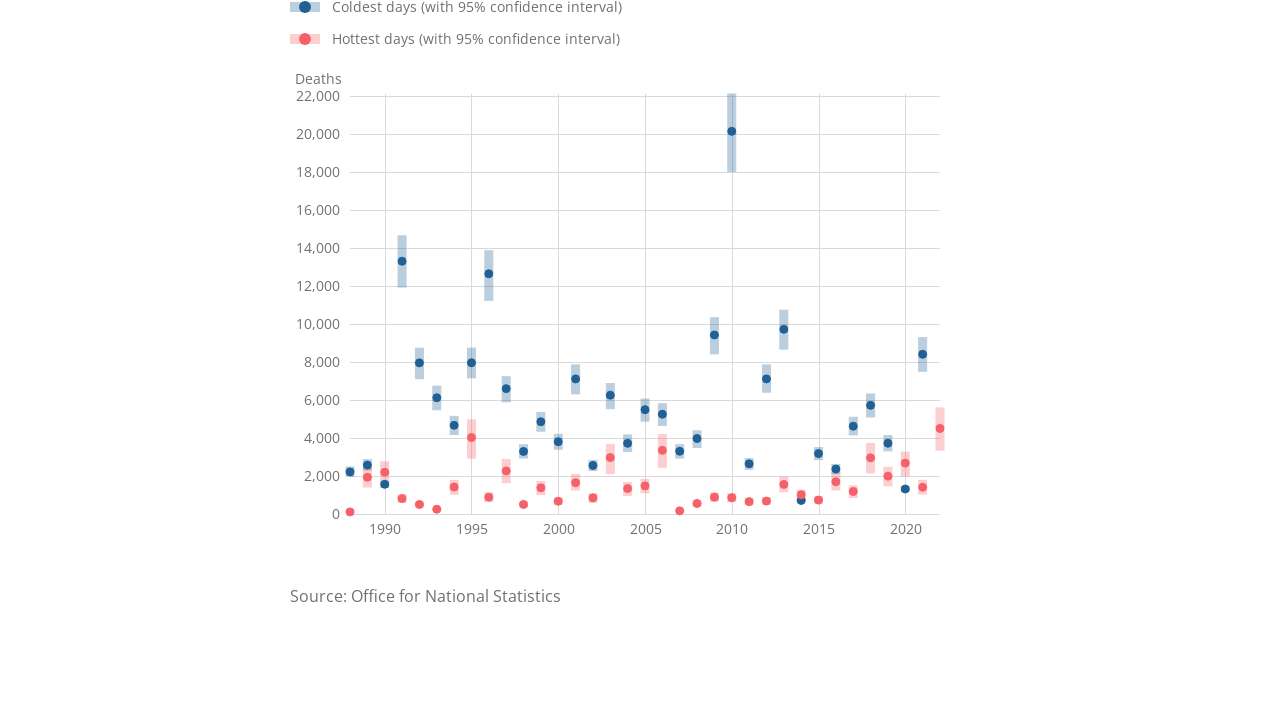 Coldest days (with 95% confidence interval)
Hottest days (with 95% confidence interval)
Deaths
22,000
20,000
18,000
16,000
14,000
12,000
10,000
8,000
6,000
4,000
2,000
0
1990 1995 2000 2005 2010 2015 2020
Source: Office for National Statistics